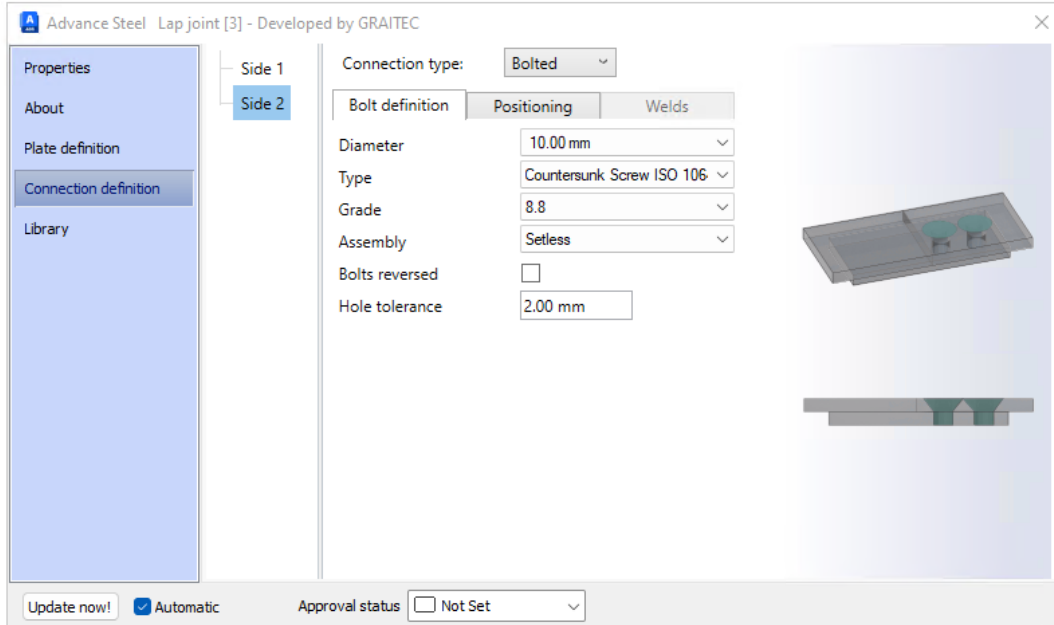 Advance Steel Lap joint [3] - Developed by GRAITEC
Properties
About
Plate definition
Connection definition
Library
Side 1
Side 2
Connection type: Bolted
Bolt definition Positioning Welds
Diameter 10.00 mm
Type Countersunk Screw ISO 106
Grade 8.8
Assembly Setless
Bolts reversed
Hole tolerance 2.00 mm
Update now! Automatic Approval status Not Set